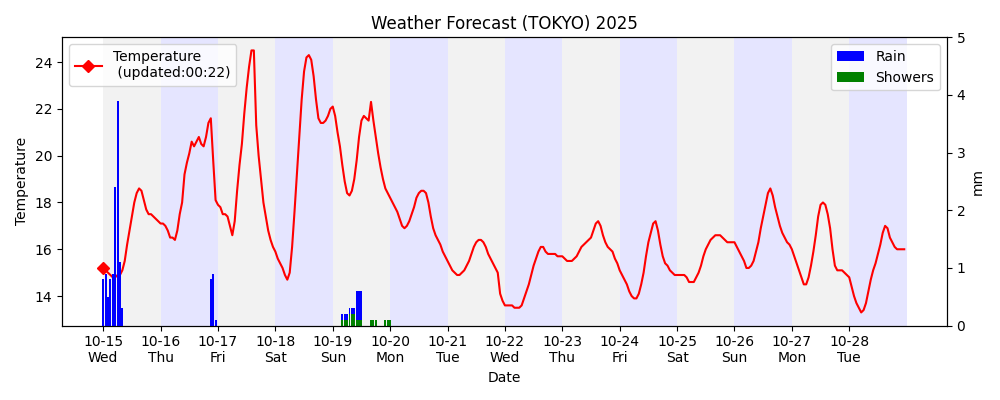 Weather Forecast (TOKYO) 2025
Temperature
(updated:00:22)
Rain
Showers
Temperature
24
22
20
18
16
14
5
4
3
2
1
0
mm
10-15 10-16 10-17 10-18 10-19 10-20 10-21 10-22 10-23 10-24 10-25 10-26 10-27 10-28
Wed Thu Fri Sat Sun Mon Tue Wed Thu Fri Sat Sun Mon Tue
Date